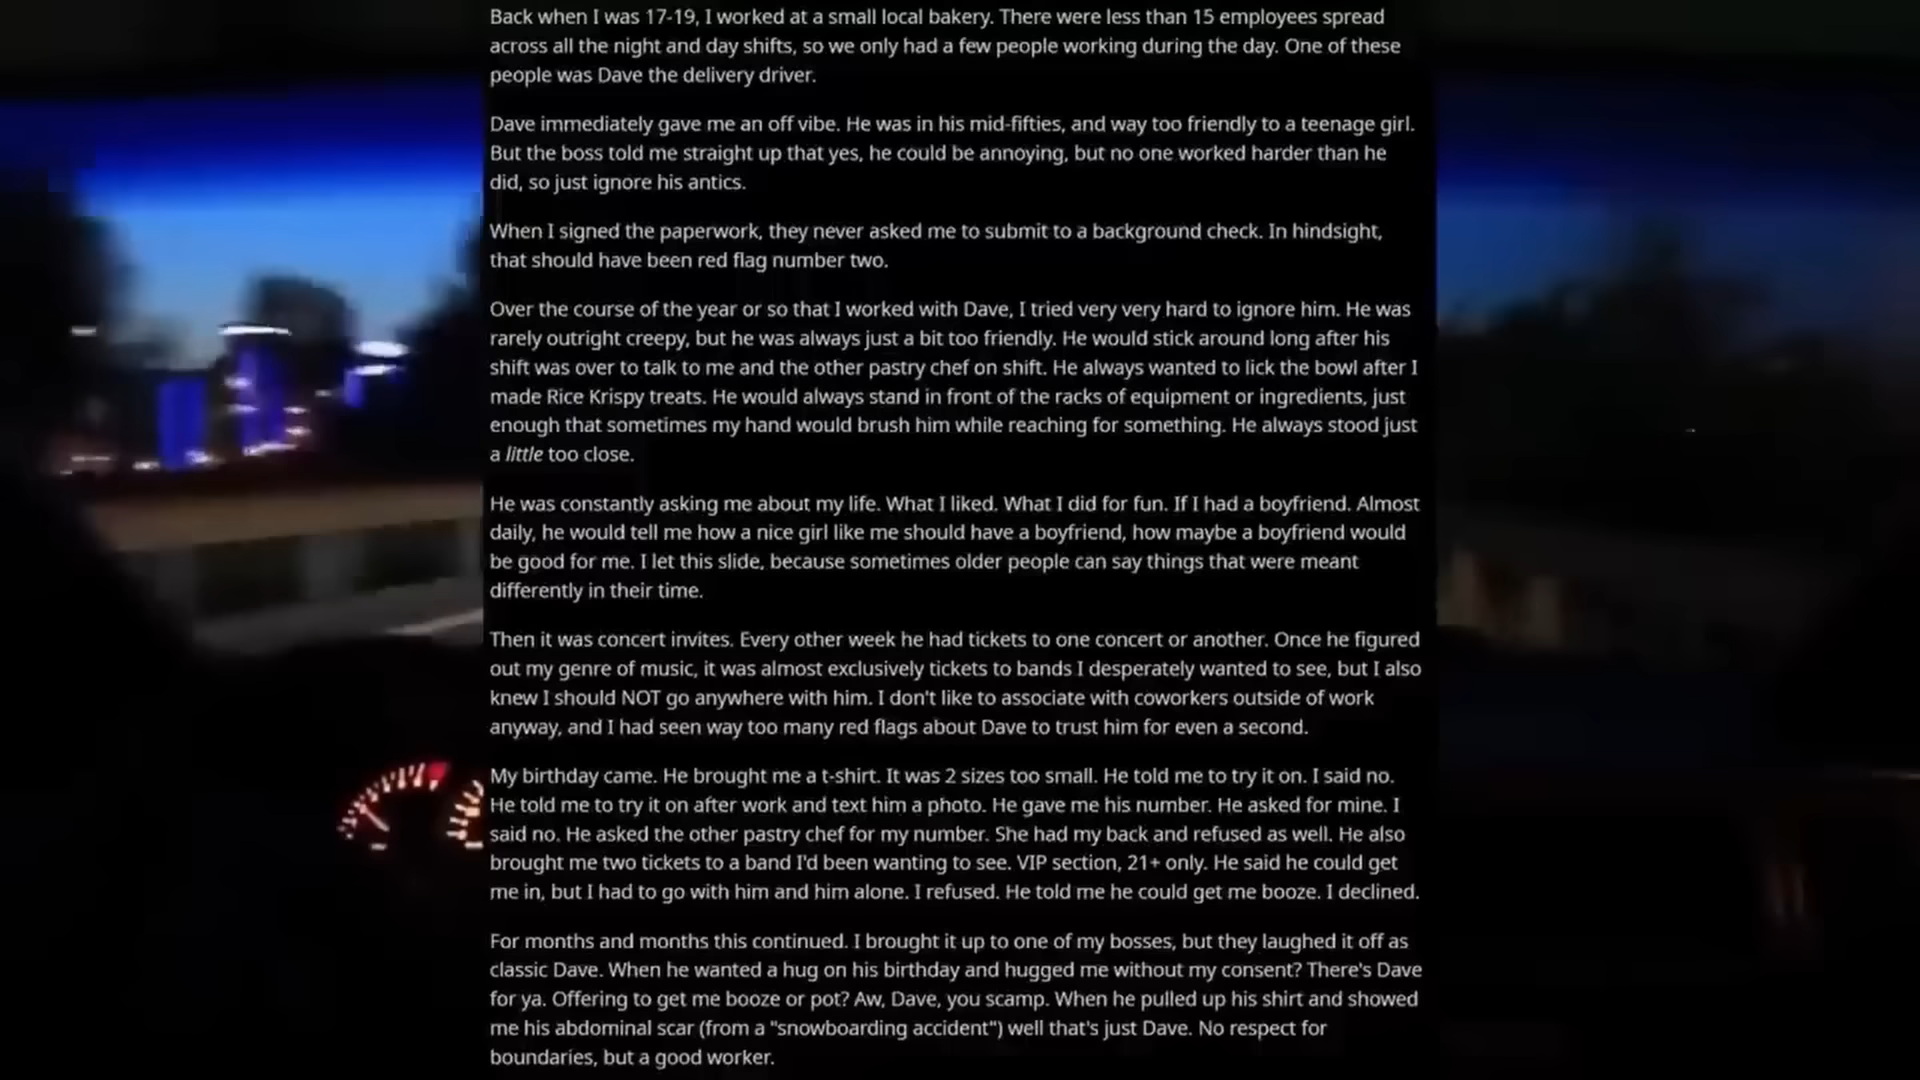 Back when I was 17-19, I worked at a small local bakery. There were less than 15 employees spread
across all the night and day shifts, so we only had a few people working during the day. One of these
people was Dave the delivery driver.
Dave immediately gave me an off vibe. He was in his mid-fifties, and way too friendly to a teenage girl.
But the boss told me straight up that yes, he could be annoying, but no one worked harder than he
did, so just ignore his antics.
When I signed the paperwork, they never asked me to submit to a background check. In hindsight,
that should have been red flag number two.
Over the course of the year or so that I worked with Dave, I tried very very hard to ignore him. He was
rarely outright creepy, but he was always just a bit too friendly. He would stick around long after his
shift was over to talk to me and the other pastry chef on shift. He always wanted to lick the bowl after I
made Rice Krispy treats. He would always stand in front of the racks of equipment or ingredients, just
enough that sometimes my hand would brush him while reaching for something. He always stood just
a little too close.
He was constantly asking me about my life. What I liked. What I did for fun. If I had a boyfriend. Almost
daily, he would tell me how a nice girl like me should have a boyfriend, how maybe a boyfriend would
be good for me. I let this slide, because sometimes older people can say things that were meant
differently in their time.
Then it was concert invites. Every other week he had tickets to one concert or another. Once he figured
out my genre of music, it was almost exclusively tickets to bands I desperately wanted to see, but I also
knew I should NOT go anywhere with him. I don't like to associate with coworkers outside of work
anyway, and I had seen way too many red flags about Dave to trust him for even a second.
My birthday came. He brought me a t-shirt. It was 2 sizes too small. He told me to try it on. I said no.
He told me to try it on after work and text him a photo. He gave me his number. He asked for mine. I
said no. He asked the other pastry chef for my number. She had my back and refused as well. He also
brought me two tickets to a band I'd been wanting to see. VIP section, 21+ only. He said he could get
me in, but I had to go with him and him alone. I refused. He told me he could get me booze. I declined.
For months and months this continued. I brought it up to one of my bosses, but they laughed it off as
classic Dave. When he wanted a hug on his birthday and hugged me without my consent? There's Dave
for ya. Offering to get me booze or pot? Aw, Dave, you scamp. When he pulled up his shirt and showed
me his abdominal scar (from a "snowboarding accident") well that's just Dave. No respect for
boundaries, but a good worker.